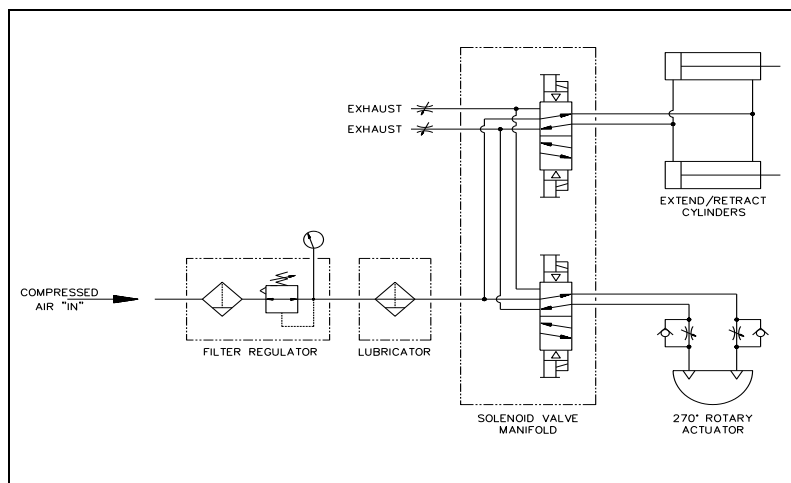 EXHAUST
EXHAUST
EXTEND/RETRACT
CYLINDERS
COMPRESSED
AIR "IN"
FILTER REGULATOR
LUBRICATOR
SOLENOID VALVE
MANIFOLD
270° ROTARY
ACTUATOR